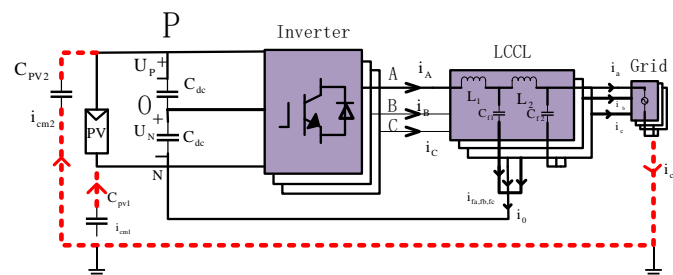 P
Inverter
LCCL
Grid
C_PV2
U_P +
C_dc
A
i_A
L_1
L_2
i_a
i_b
i_c
O
i_cm2
PV
U_N
+
C_dc
B
i_B
C_f1
C_f2
C
i_C
N
C_pv1
i_cm1
i_fa,fb,fc
i_0
i_c